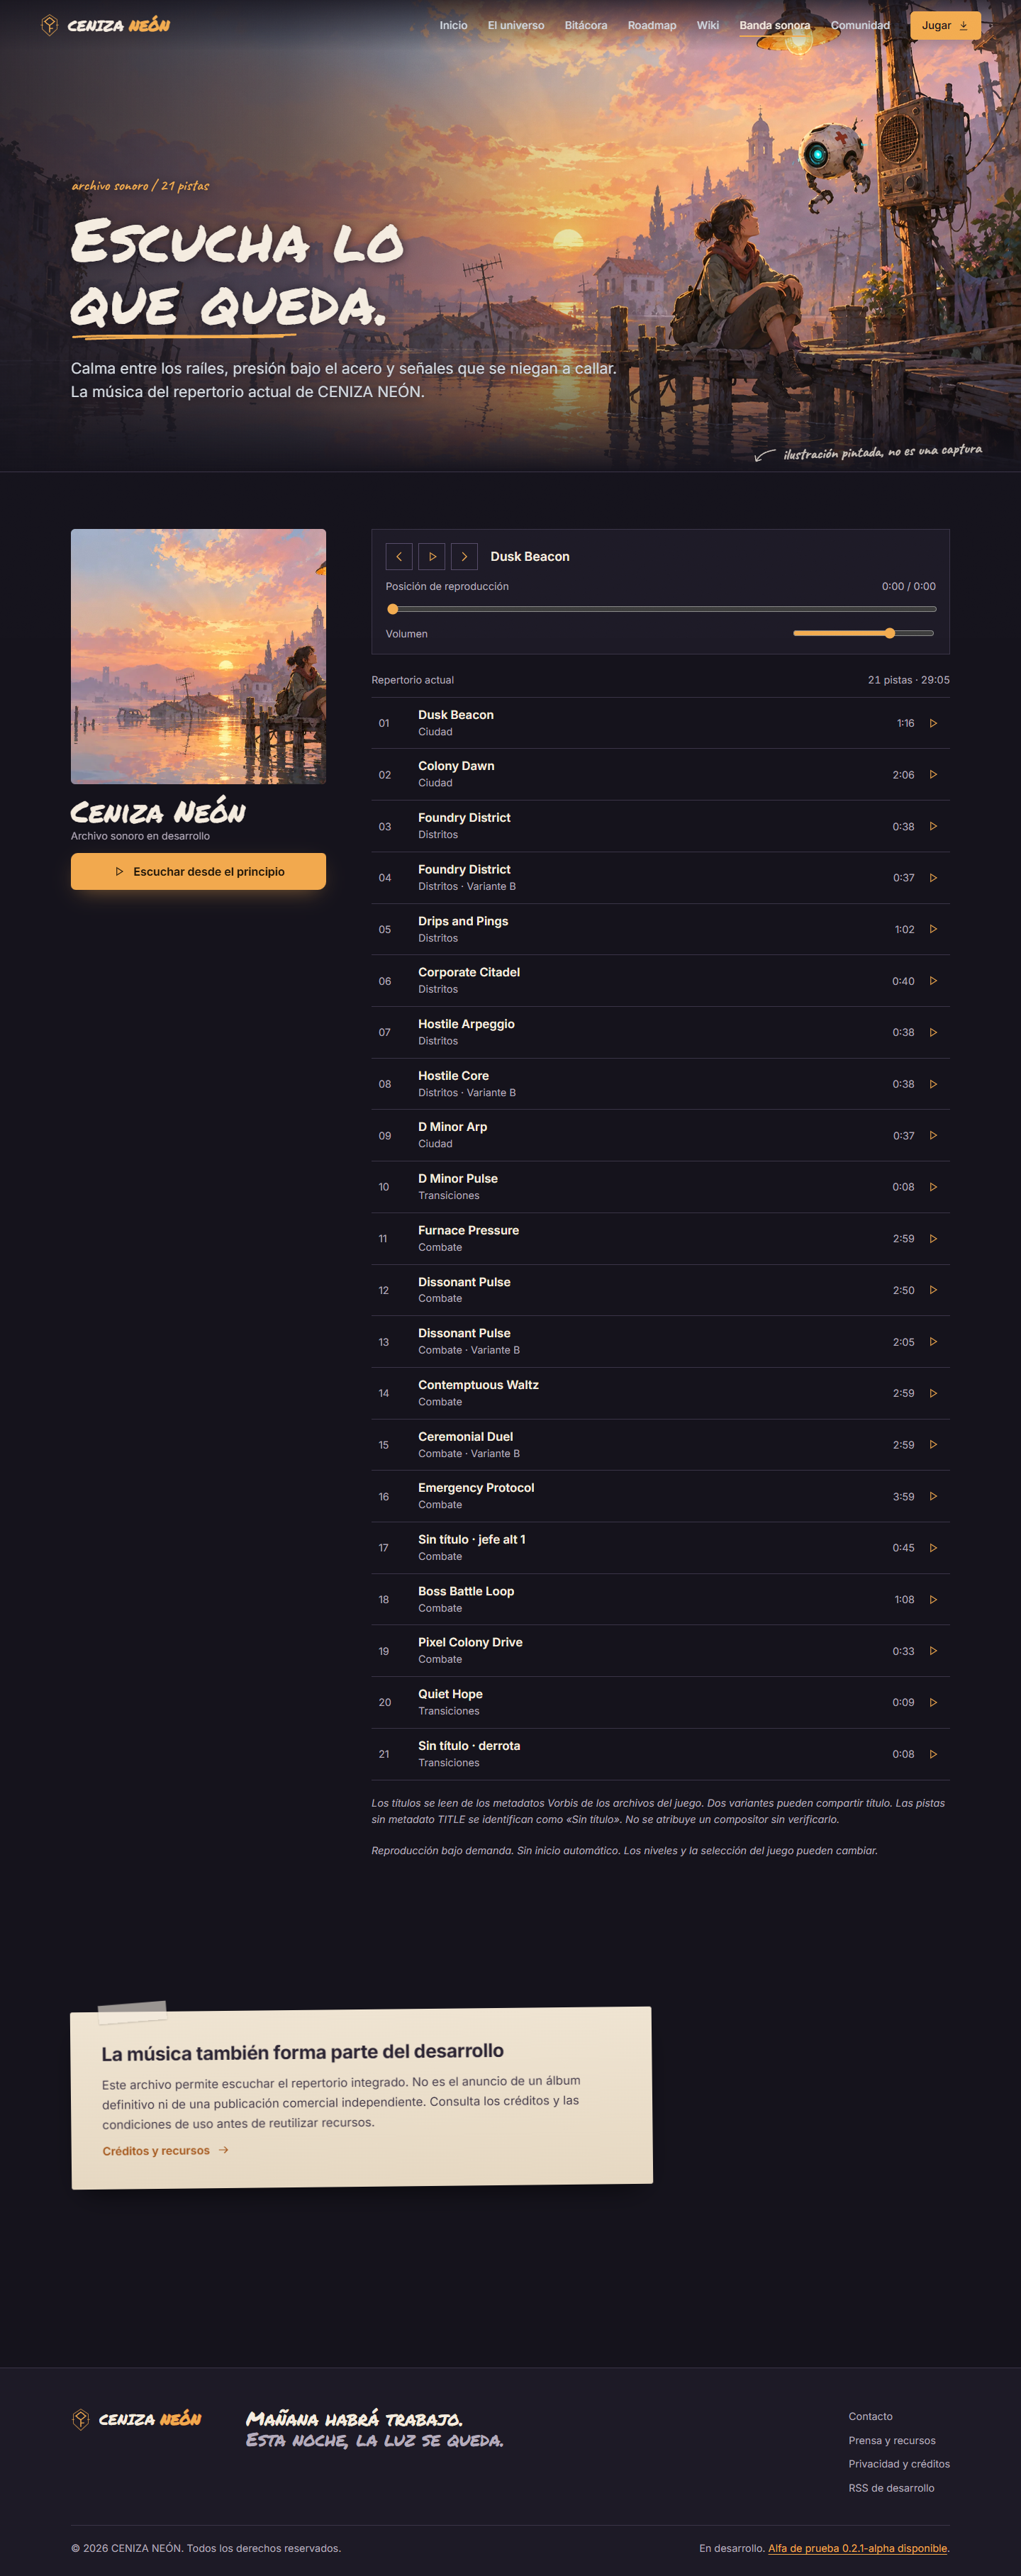 CENIZA NEÓN
Inicio
El universo
Bitácora
Roadmap
Wiki
Banda sonora
Comunidad
Jugar
archivo sonoro / 21 pistas
ESCUCHA LO
QUE QUEDA.
Calma entre los raíles, presión bajo el acero y señales que se niegan a callar.
La música del repertorio actual de CENIZA NEÓN.
ilustración pintada, no es una captura
CENIZA NEÓN
Archivo sonoro en desarrollo
Escuchar desde el principio
Dusk Beacon
Posición de reproducción 0:00 / 0:00
Volumen
Repertorio actual 21 pistas · 29:05
01 Dusk Beacon 1:16
Ciudad
02 Colony Dawn 2:06
Ciudad
03 Foundry District 0:38
Distritos
04 Foundry District 0:37
Distritos · Variante B
05 Drips and Pings 1:02
Distritos
06 Corporate Citadel 0:40
Distritos
07 Hostile Arpeggio 0:38
Distritos
08 Hostile Core 0:38
Distritos · Variante B
09 D Minor Arp 0:37
Ciudad
10 D Minor Pulse 0:08
Transiciones
11 Furnace Pressure 2:59
Combate
12 Dissonant Pulse 2:50
Combate
13 Dissonant Pulse 2:05
Combate · Variante B
14 Contemptuous Waltz 2:59
Combate
15 Ceremonial Duel 2:59
Combate · Variante B
16 Emergency Protocol 3:59
Combate
17 Sin título · jefe alt 1 0:45
Combate
18 Boss Battle Loop 1:08
Combate
19 Pixel Colony Drive 0:33
Combate
20 Quiet Hope 0:09
Transiciones
21 Sin título · derrota 0:08
Transiciones
Los títulos se leen de los metadatos Vorbis de los archivos del juego. Dos variantes pueden compartir título. Las pistas
sin metadato TITLE se identifican como «Sin título». No se atribuye un compositor sin verificarlo.
Reproducción bajo demanda. Sin inicio automático. Los niveles y la selección del juego pueden cambiar.
La música también forma parte del desarrollo
Este archivo permite escuchar el repertorio integrado. No es el anuncio de un álbum
definitivo ni de una publicación comercial independiente. Consulta los créditos y las
condiciones de uso antes de reutilizar recursos.
Créditos y recursos
CENIZA NEÓN
MAÑANA HABRÁ TRABAJO.
ESTA NOCHE, LA LUZ SE QUEDA.
Contacto
Prensa y recursos
Privacidad y créditos
RSS de desarrollo
© 2026 CENIZA NEÓN. Todos los derechos reservados.
En desarrollo. Alfa de prueba 0.2.1-alpha disponible.